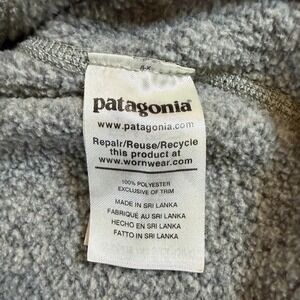 patagonia®
www.patagonia.com
Repair/Reuse/Recycle
this product at
www.wornwear.com
100% POLYESTER
EXCLUSIVE OF TRIM
MADE IN SRI LANKA
FABRIQUÉ AU SRI LANKA
HECHO EN SRI LANKA
FATTO IN SRI LANKA